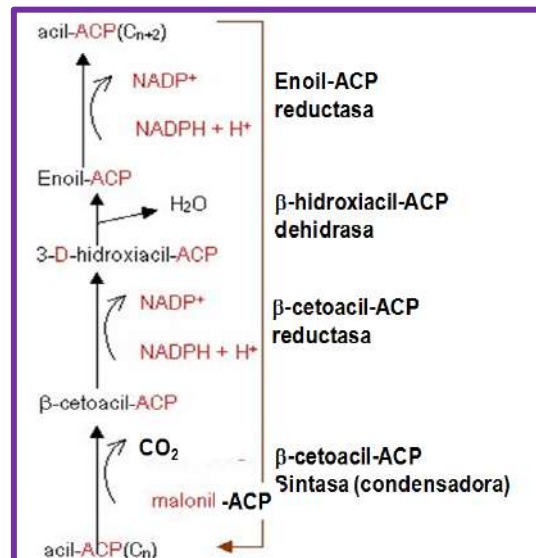 acil-ACP(Cn+2)
NADP⁺
NADPH + H⁺
Enoil-ACP
reductasa
Enoil-ACP
H₂O
β-hidroxiacil-ACP
dehidrasa
3-D-hidroxiacil-ACP
NADP⁺
NADPH + H⁺
β-cetoacil-ACP
reductasa
β-cetoacil-ACP
CO₂
malonil -ACP
β-cetoacil-ACP
Sintasa (condensadora)
acil-ACP(Cn)